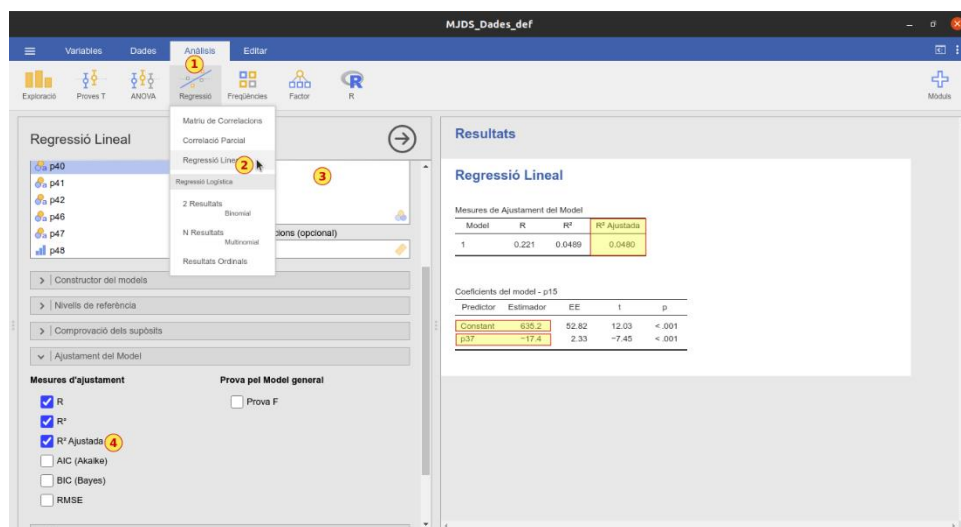 MJDS_Dades_def
Variables Dades Anàlisis Editar
1
Exploració Proves T ANOVA Regressió Freqüències Factor R Mòduls
Matriu de Correlacions
Correlació Parcial
Regressió Line
2
Regressió Logística
2 Resultats
Binomial
N Resultats
Multinomial
Resultats Ordinals
Regressió Lineal
p40
p41
p42
p46
p47
p48
3
cions (opcional)
Constructor del models
Nivells de referència
Comprovació dels supòsits
Ajustament del Model
Mesures d'ajustament Prova pel Model general
R Prova F
R²
R² Ajustada 4
AIC (Akaike)
BIC (Bayes)
RMSE
Resultats
Regressió Lineal
Mesures de Ajustament del Model
Model R R² R² Ajustada
1 0.221 0.0489 0.0480
Coeficients del model - p15
Predictor Estimador EE t p
Constant 635.2 52.82 12.03 < .001
p37 −17.4 2.33 −7.45 < .001